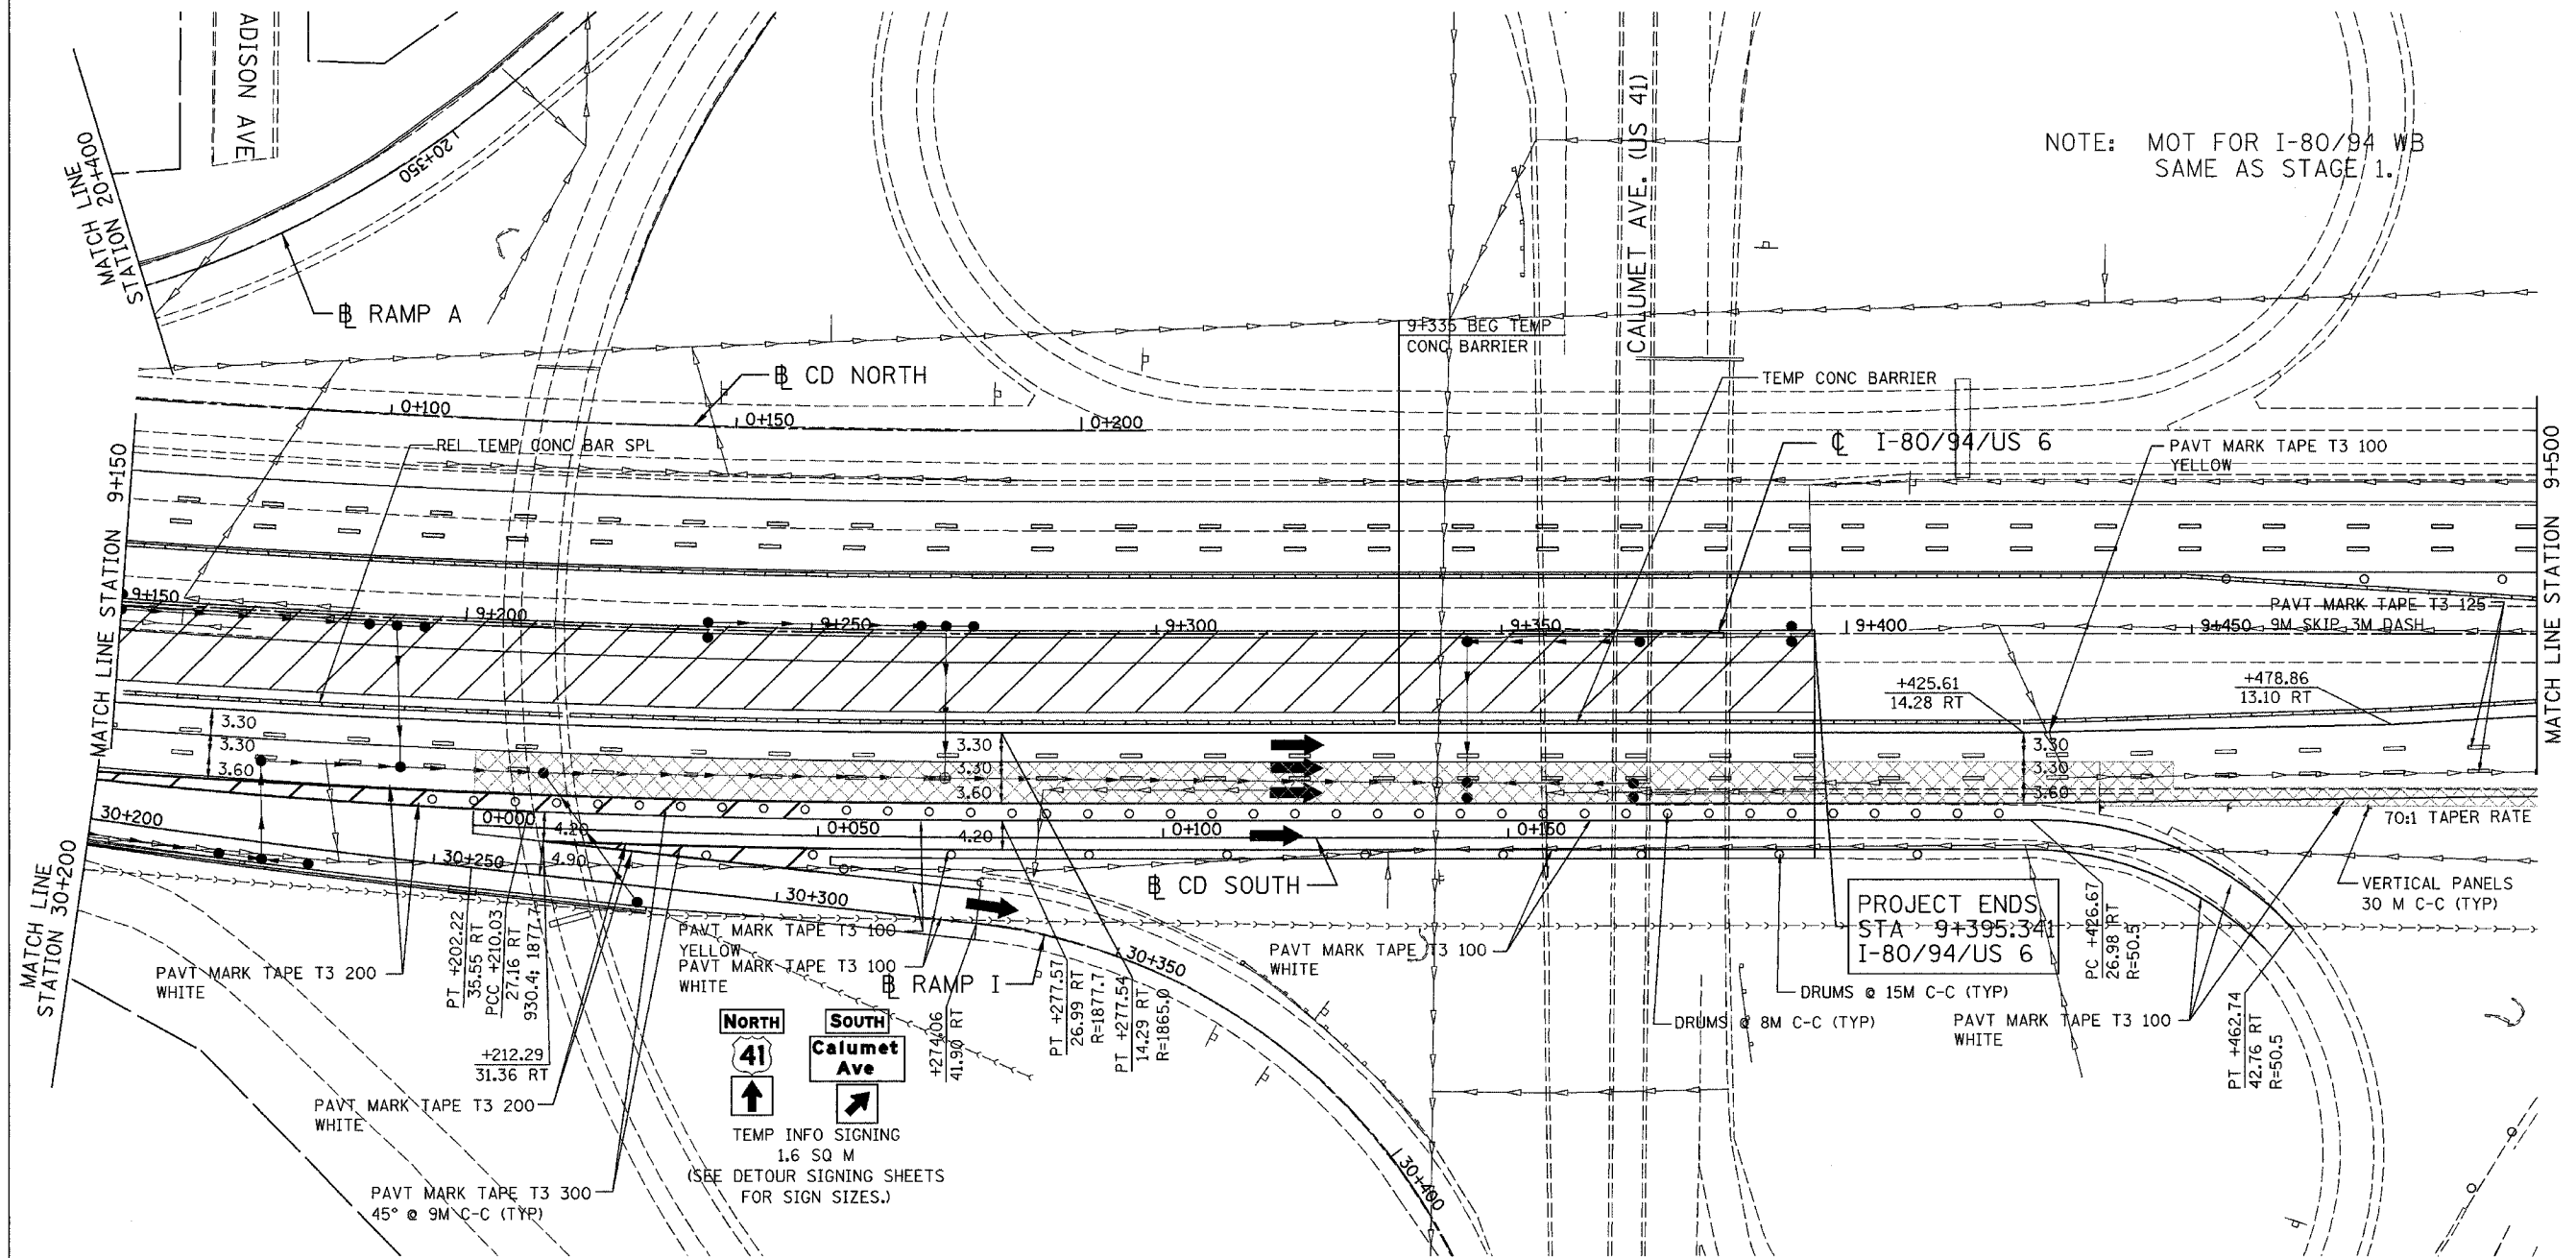 ADISON AVE
MATCH LINE
STATION 20+400
20+350
℄ RAMP A
CALUMET AVE. (US 41)
NOTE: MOT FOR I-80/94 WB
SAME AS STAGE 1.
9+335 BEG TEMP
CONC BARRIER
℄ CD NORTH
0+100
0+150
0+200
TEMP CONC BARRIER
REL TEMP CONC BAR SPL
℄ I-80/94/US 6
PAVT MARK TAPE T3 100
YELLOW
MATCH LINE STATION 9+150
MATCH LINE STATION 9+500
9+150
9+200
9+250
9+300
9+350
9+400
9+450
PAVT MARK TAPE T3 125
9M SKIP 3M DASH
+425.61
14.28 RT
+478.86
13.10 RT
3.30
3.30
3.60
3.30
3.30
3.60
3.30
3.30
3.60
30+200
0+000
4.20
0+050
4.20
0+100
0+150
70:1 TAPER RATE
30+250
4.90
30+300
℄ CD SOUTH
VERTICAL PANELS
30 M C-C (TYP)
MATCH LINE
STATION 30+200
PROJECT ENDS
STA 9+395.341
I-80/94/US 6
PAVT MARK TAPE T3 200
WHITE
PT +202.22
35.55 RT
PCC +210.03
27.16 RT
930.4; 1877.7
+212.29
31.36 RT
PAVT MARK TAPE T3 100
YELLOW
PAVT MARK TAPE T3 100
WHITE
℄ RAMP I
30+350
PAVT MARK TAPE T3 100
WHITE
+274.06
41.90 RT
PT +277.57
26.99 RT
R=1877.7
PT +277.54
14.29 RT
R=1865.0
DRUMS @ 15M C-C (TYP)
DRUMS @ 8M C-C (TYP)
PC +426.67
26.98 RT
R=50.5
PAVT MARK TAPE T3 100
WHITE
PT +462.74
42.76 RT
R=50.5
NORTH
41
SOUTH
Calumet
Ave
TEMP INFO SIGNING
1.6 SQ M
(SEE DETOUR SIGNING SHEETS
FOR SIGN SIZES.)
PAVT MARK TAPE T3 200
WHITE
PAVT MARK TAPE T3 300
45° @ 9M C-C (TYP)
30+400